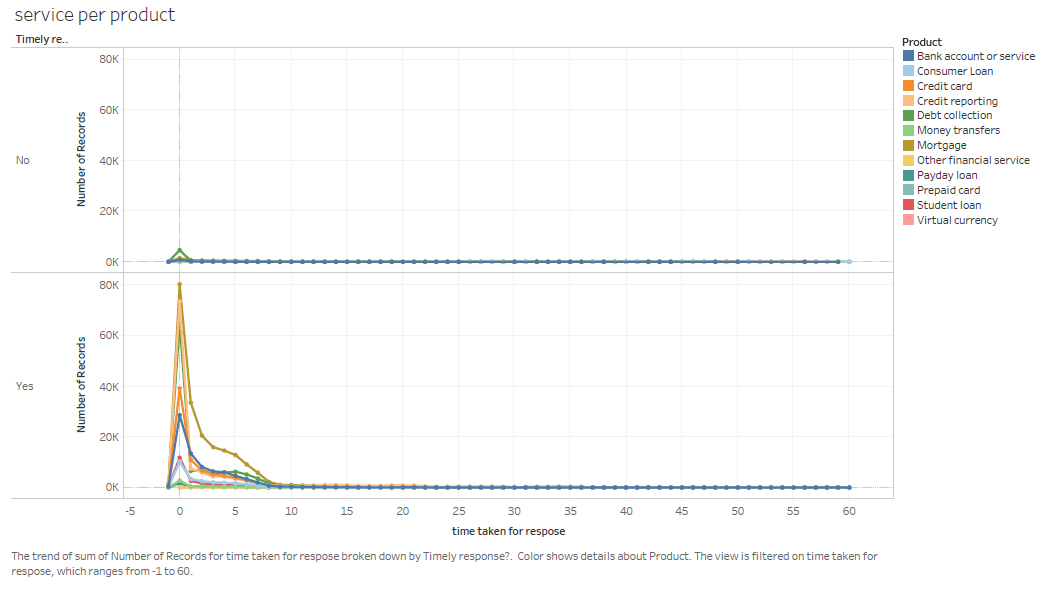 service per product
Timely re..
No
Number of Records
80K
60K
40K
20K
0K
Yes
Number of Records
80K
60K
40K
20K
0K
-5 0 5 10 15 20 25 30 35 40 45 50 55 60
time taken for respose
Product
Bank account or service
Consumer Loan
Credit card
Credit reporting
Debt collection
Money transfers
Mortgage
Other financial service
Payday loan
Prepaid card
Student loan
Virtual currency
The trend of sum of Number of Records for time taken for respose broken down by Timely response?. Color shows details about Product. The view is filtered on time taken for
respose, which ranges from -1 to 60.